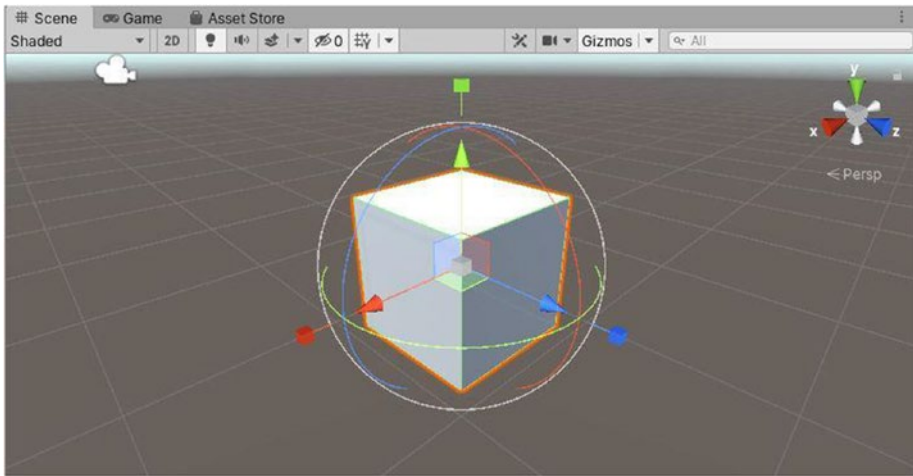 Scene Game Asset Store
Shaded 2D 0 Gizmos All
y
x z
Persp